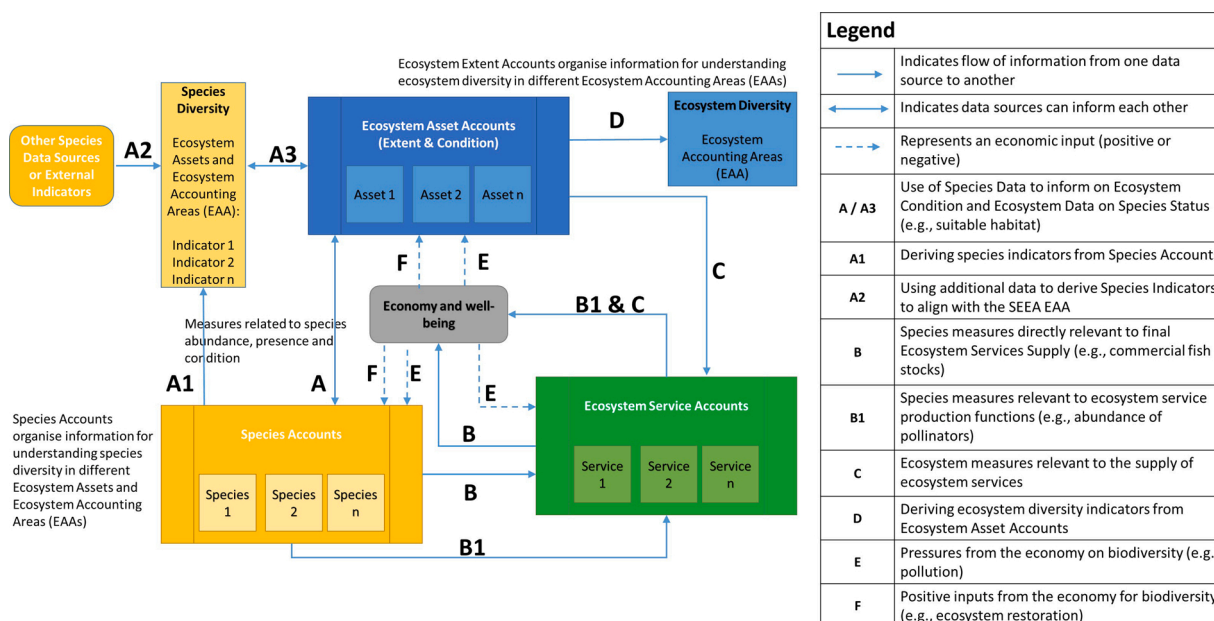 Ecosystem Extent Accounts organise information for understanding
ecosystem diversity in different Ecosystem Accounting Areas (EAAs)
Other Species
Data Sources
or External
Indicators
A2
Species
Diversity
Ecosystem
Assets and
Ecosystem
Accounting
Areas (EAA):
Indicator 1
Indicator 2
Indicator n
A3
Ecosystem Asset Accounts
(Extent & Condition)
Asset 1
Asset 2
Asset n
D
Ecosystem Diversity
Ecosystem
Accounting Areas
(EAA)
F
E
C
Economy and well-
being
B1 & C
Measures related to species
abundance, presence and
condition
A1
A
F
E
E
B
Species Accounts
organise information for
understanding species
diversity in different
Ecosystem Assets and
Ecosystem Accounting
Areas (EAAs)
Species Accounts
Species
1
Species
2
Species
n
B
B1
Ecosystem Service Accounts
Service
1
Service
2
Service
n
Legend
Indicates flow of information from one data
source to another
Indicates data sources can inform each other
Represents an economic input (positive or
negative)
A / A3
Use of Species Data to inform on Ecosystem
Condition and Ecosystem Data on Species Status
(e.g., suitable habitat)
A1
Deriving species indicators from Species Account
A2
Using additional data to derive Species Indicators
to align with the SEEA EAA
B
Species measures directly relevant to final
Ecosystem Services Supply (e.g., commercial fish
stocks)
B1
Species measures relevant to ecosystem service
production functions (e.g., abundance of
pollinators)
C
Ecosystem measures relevant to the supply of
ecosystem services
D
Deriving ecosystem diversity indicators from
Ecosystem Asset Accounts
E
Pressures from the economy on biodiversity (e.g.
pollution)
F
Positive inputs from the economy for biodiversity
(e.g., ecosystem restoration)